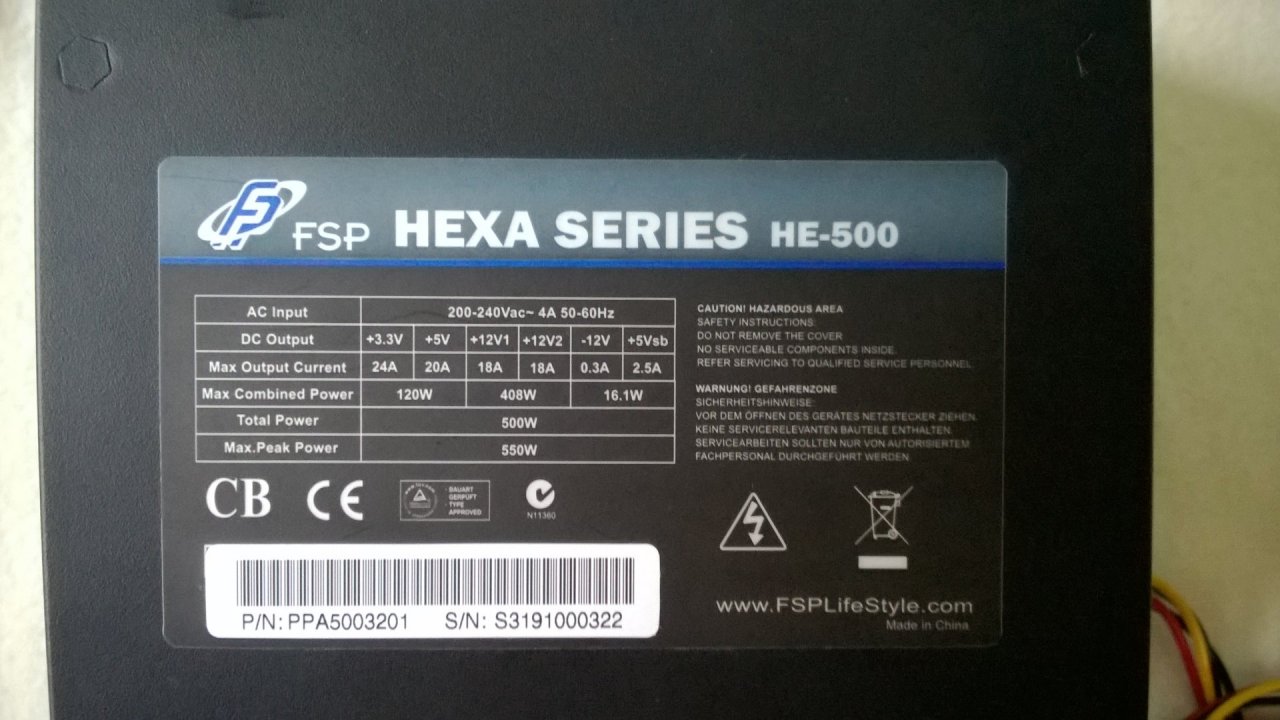 FSP HEXA SERIES HE-500
AC Input 200-240Vac~ 4A 50-60Hz
DC Output +3.3V +5V +12V1 +12V2 -12V +5Vsb
Max Output Current 24A 20A 18A 18A 0.3A 2.5A
Max Combined Power 120W 408W 16.1W
Total Power 500W
Max.Peak Power 550W
CAUTION! HAZARDOUS AREA
SAFETY INSTRUCTIONS:
DO NOT REMOVE THE COVER
NO SERVICEABLE COMPONENTS INSIDE.
REFER SERVICING TO QUALIFIED SERVICE PERSONNEL
WARNUNG! GEFAHRENZONE
SICHERHEITSHINWEISE:
VOR DEM ÖFFNEN DES GERÄTES NETZSTECKER ZIEHEN.
KEINE SERVICERELEVANTEN BAUTEILE ENTHALTEN.
SERVICEARBEITEN SOLLTEN NUR VON AUTORISIERTEM
FACHPERSONAL DURCHGEFÜHRT WERDEN.
CB CE
BAUART
GERPÜFT
TYPE
APPROVED
N11360
P/N: PPA5003201 S/N: S3191000322
www.FSPLifeStyle.com
Made in China